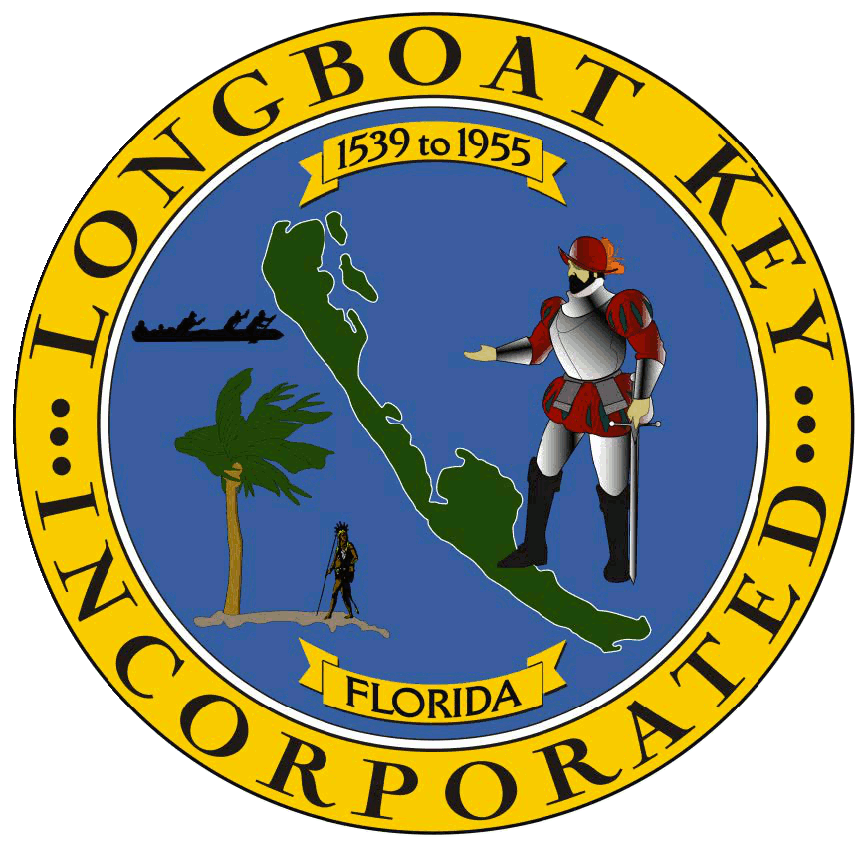 LONGBOAT KEY
1539 to 1955
FLORIDA
INCORPORATED